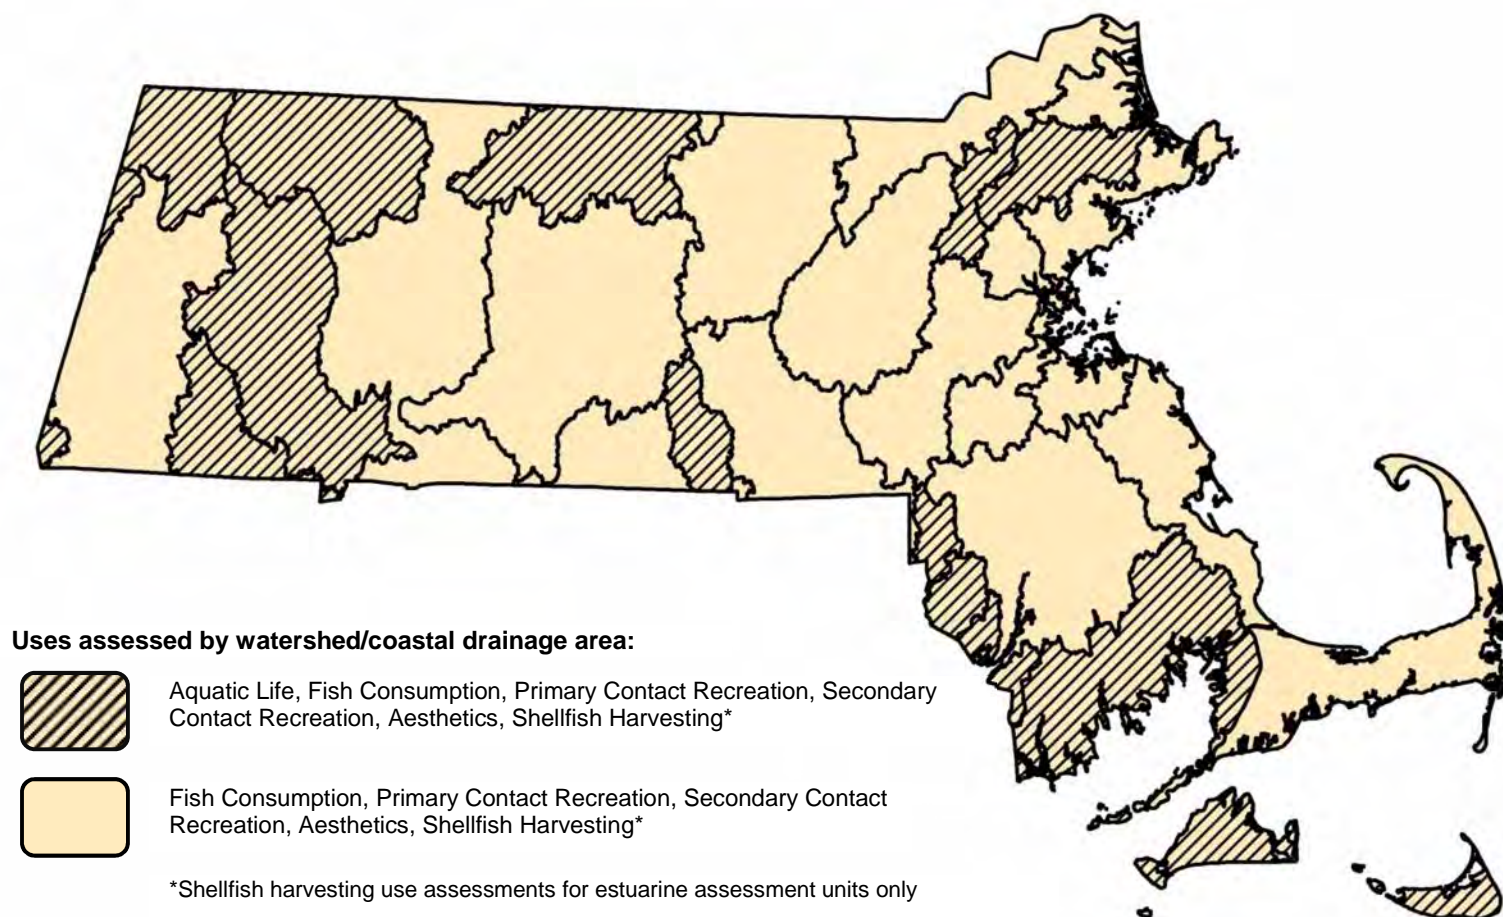 Uses assessed by watershed/coastal drainage area:
Aquatic Life, Fish Consumption, Primary Contact Recreation, Secondary
Contact Recreation, Aesthetics, Shellfish Harvesting*
Fish Consumption, Primary Contact Recreation, Secondary Contact
Recreation, Aesthetics, Shellfish Harvesting*
*Shellfish harvesting use assessments for estuarine assessment units only